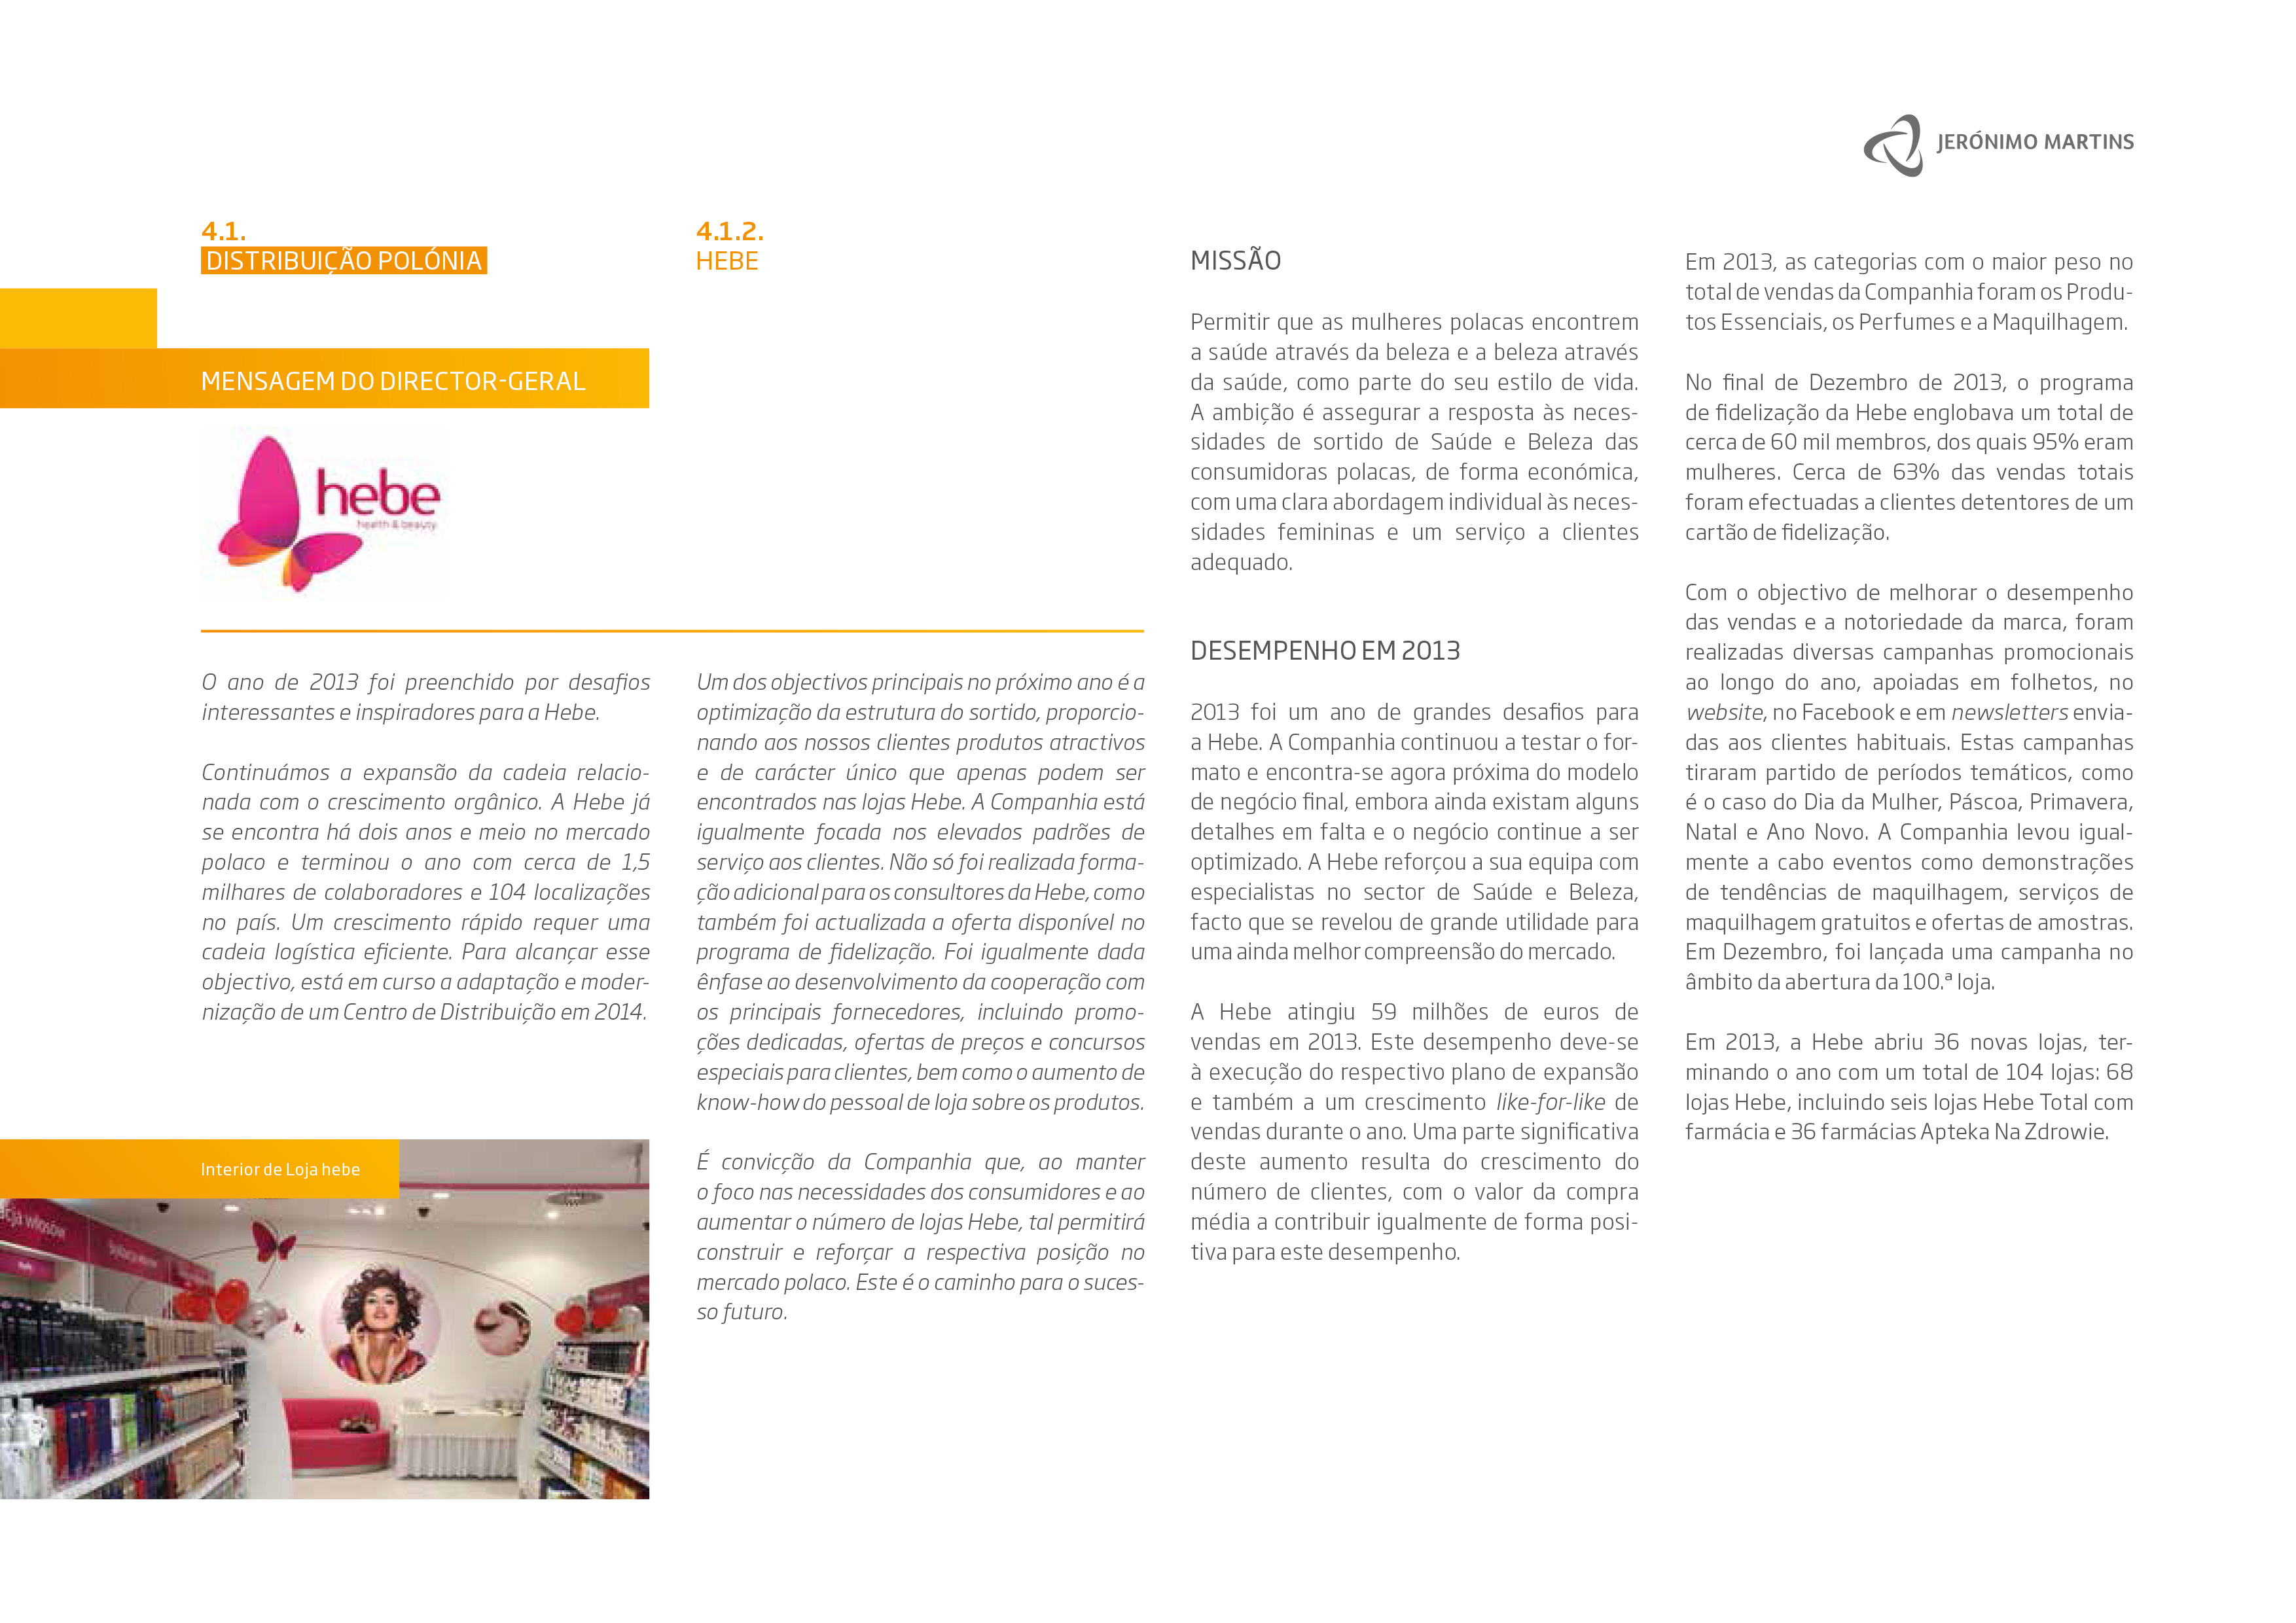 JERÓNIMO MARTINS
4.1.
DISTRIBUIÇÃO POLÓNIA
4.1.2.
HEBE
MENSAGEM DO DIRECTOR-GERAL
hebe
health & beauty
O ano de 2013 foi preenchido por desafios
interessantes e inspiradores para a Hebe.
Continuámos a expansão da cadeia relacio-
nada com o crescimento orgânico. A Hebe já
se encontra há dois anos e meio no mercado
polaco e terminou o ano com cerca de 1,5
milhares de colaboradores e 104 localizações
no país. Um crescimento rápido requer uma
cadeia logística eficiente. Para alcançar esse
objectivo, está em curso a adaptação e moder-
nização de um Centro de Distribuição em 2014.
Interior de Loja hebe
Um dos objectivos principais no próximo ano é a
optimização da estrutura do sortido, proporcio-
nando aos nossos clientes produtos atractivos
e de carácter único que apenas podem ser
encontrados nas lojas Hebe. A Companhia está
igualmente focada nos elevados padrões de
serviço aos clientes. Não só foi realizada forma-
ção adicional para os consultores da Hebe, como
também foi actualizada a oferta disponível no
programa de fidelização. Foi igualmente dada
ênfase ao desenvolvimento da cooperação com
os principais fornecedores, incluindo promo-
ções dedicadas, ofertas de preços e concursos
especiais para clientes, bem como o aumento de
know-how do pessoal de loja sobre os produtos.
É convicção da Companhia que, ao manter
o foco nas necessidades dos consumidores e ao
aumentar o número de lojas Hebe, tal permitirá
construir e reforçar a respectiva posição no
mercado polaco. Este é o caminho para o suces-
so futuro.
MISSÃO
Permitir que as mulheres polacas encontrem
a saúde através da beleza e a beleza através
da saúde, como parte do seu estilo de vida.
A ambição é assegurar a resposta às neces-
sidades de sortido de Saúde e Beleza das
consumidoras polacas, de forma económica,
com uma clara abordagem individual às neces-
sidades femininas e um serviço a clientes
adequado.
DESEMPENHO EM 2013
2013 foi um ano de grandes desafios para
a Hebe. A Companhia continuou a testar o for-
mato e encontra-se agora próxima do modelo
de negócio final, embora ainda existam alguns
detalhes em falta e o negócio continue a ser
optimizado. A Hebe reforçou a sua equipa com
especialistas no sector de Saúde e Beleza,
facto que se revelou de grande utilidade para
uma ainda melhor compreensão do mercado.
A Hebe atingiu 59 milhões de euros de
vendas em 2013. Este desempenho deve-se
à execução do respectivo plano de expansão
e também a um crescimento like-for-like de
vendas durante o ano. Uma parte significativa
deste aumento resulta do crescimento do
número de clientes, com o valor da compra
média a contribuir igualmente de forma posi-
tiva para este desempenho.
Em 2013, as categorias com o maior peso no
total de vendas da Companhia foram os Produ-
tos Essenciais, os Perfumes e a Maquilhagem.
No final de Dezembro de 2013, o programa
de fidelização da Hebe englobava um total de
cerca de 60 mil membros, dos quais 95% eram
mulheres. Cerca de 63% das vendas totais
foram efectuadas a clientes detentores de um
cartão de fidelização.
Com o objectivo de melhorar o desempenho
das vendas e a notoriedade da marca, foram
realizadas diversas campanhas promocionais
ao longo do ano, apoiadas em folhetos, no
website, no Facebook e em newsletters envia-
das aos clientes habituais. Estas campanhas
tiraram partido de períodos temáticos, como
é o caso do Dia da Mulher, Páscoa, Primavera,
Natal e Ano Novo. A Companhia levou igual-
mente a cabo eventos como demonstrações
de tendências de maquilhagem, serviços de
maquilhagem gratuitos e ofertas de amostras.
Em Dezembro, foi lançada uma campanha no
âmbito da abertura da 100.ª loja.
Em 2013, a Hebe abriu 36 novas lojas, ter-
minando o ano com um total de 104 lojas: 68
lojas Hebe, incluindo seis lojas Hebe Total com
farmácia e 36 farmácias Apteka Na Zdrowie.